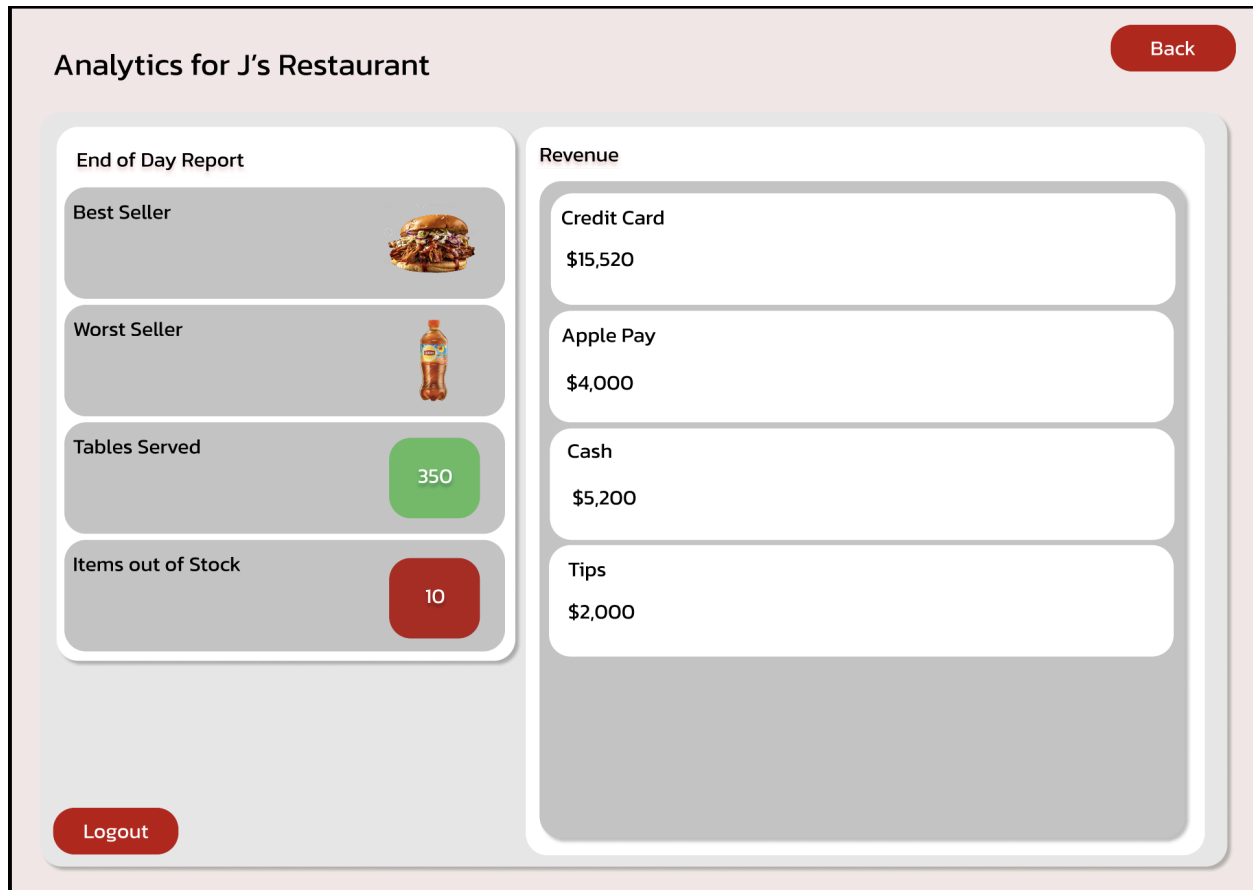 Analytics for J's Restaurant
Back
End of Day Report
Best Seller
Worst Seller
Tables Served
350
Items out of Stock
10
Logout
Revenue
Credit Card
$15,520
Apple Pay
$4,000
Cash
$5,200
Tips
$2,000